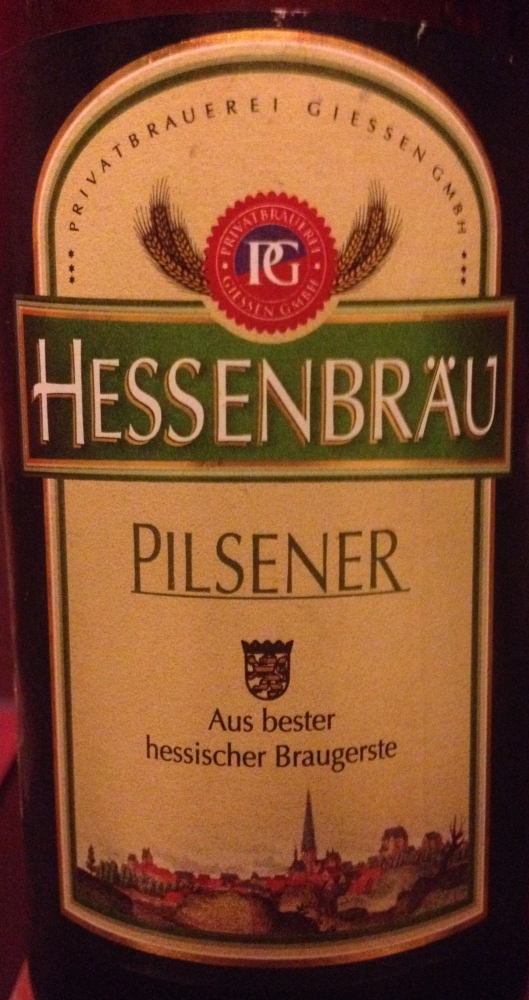 PRIVATBRAUEREI GIESSEN GMBH
PRIVATBRAUEREI
PG
GIESSEN GMBH
HESSENBRÄU
PILSENER
Aus bester
hessischer Braugerste